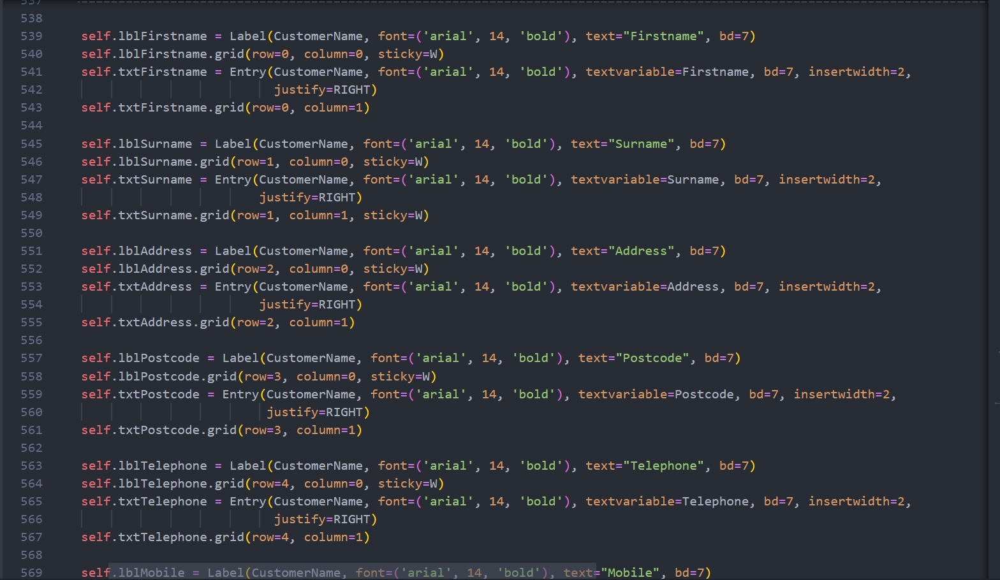 537
538
539 self.lblFirstname = Label(CustomerName, font=('arial', 14, 'bold'), text="Firstname", bd=7)
540 self.lblFirstname.grid(row=0, column=0, sticky=W)
541 self.txtFirstname = Entry(CustomerName, font=('arial', 14, 'bold'), textvariable=Firstname, bd=7, insertwidth=2,
542 justify=RIGHT)
543 self.txtFirstname.grid(row=0, column=1)
544
545 self.lblSurname = Label(CustomerName, font=('arial', 14, 'bold'), text="Surname", bd=7)
546 self.lblSurname.grid(row=1, column=0, sticky=W)
547 self.txtSurname = Entry(CustomerName, font=('arial', 14, 'bold'), textvariable=Surname, bd=7, insertwidth=2,
548 justify=RIGHT)
549 self.txtSurname.grid(row=1, column=1, sticky=W)
550
551 self.lblAddress = Label(CustomerName, font=('arial', 14, 'bold'), text="Address", bd=7)
552 self.lblAddress.grid(row=2, column=0, sticky=W)
553 self.txtAddress = Entry(CustomerName, font=('arial', 14, 'bold'), textvariable=Address, bd=7, insertwidth=2,
554 justify=RIGHT)
555 self.txtAddress.grid(row=2, column=1)
556
557 self.lblPostcode = Label(CustomerName, font=('arial', 14, 'bold'), text="Postcode", bd=7)
558 self.lblPostcode.grid(row=3, column=0, sticky=W)
559 self.txtPostcode = Entry(CustomerName, font=('arial', 14, 'bold'), textvariable=Postcode, bd=7, insertwidth=2,
560 justify=RIGHT)
561 self.txtPostcode.grid(row=3, column=1)
562
563 self.lblTelephone = Label(CustomerName, font=('arial', 14, 'bold'), text="Telephone", bd=7)
564 self.lblTelephone.grid(row=4, column=0, sticky=W)
565 self.txtTelephone = Entry(CustomerName, font=('arial', 14, 'bold'), textvariable=Telephone, bd=7, insertwidth=2,
566 justify=RIGHT)
567 self.txtTelephone.grid(row=4, column=1)
568
569 self.lblMobile = Label(CustomerName, font=('arial', 14, 'bold'), text="Mobile", bd=7)